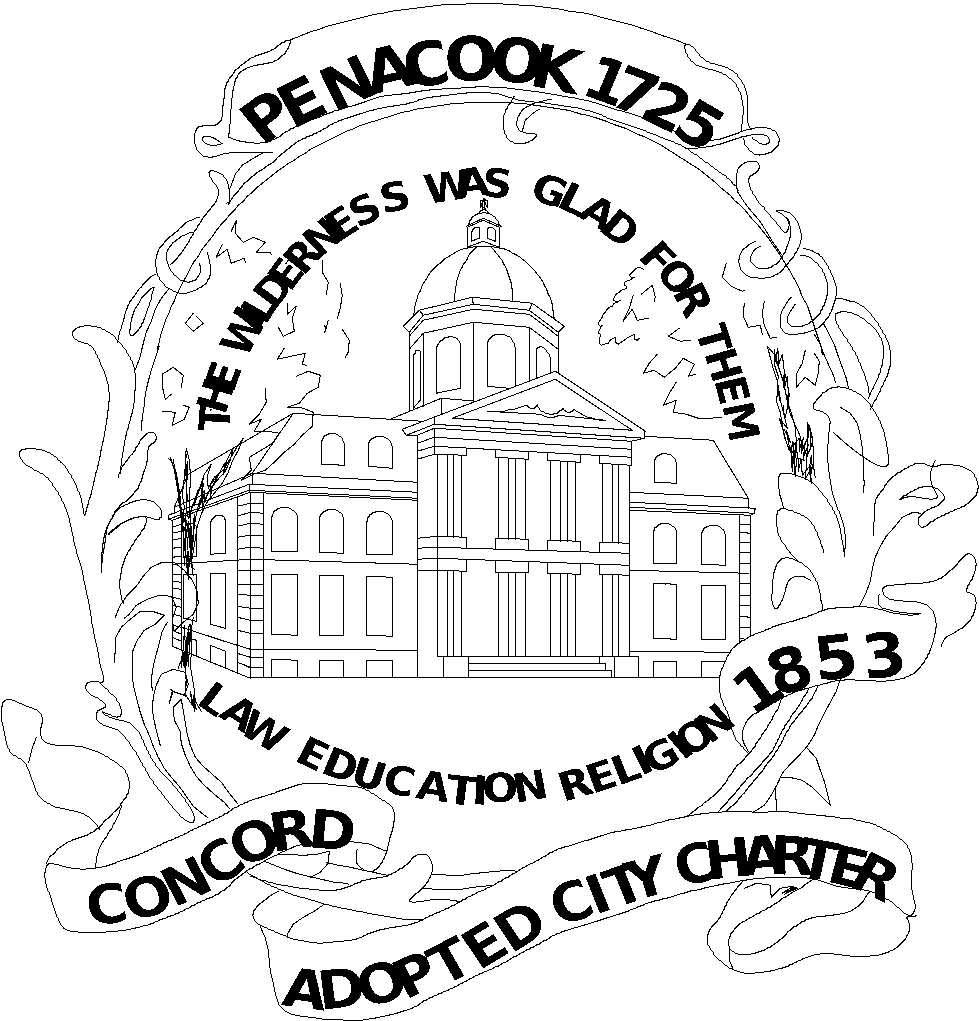 PENACOOK 1725
THE WILDERNESS WAS GLAD FOR THEM
LAW EDUCATION RELIGION
1853
CONCORD
ADOPTED CITY CHARTER